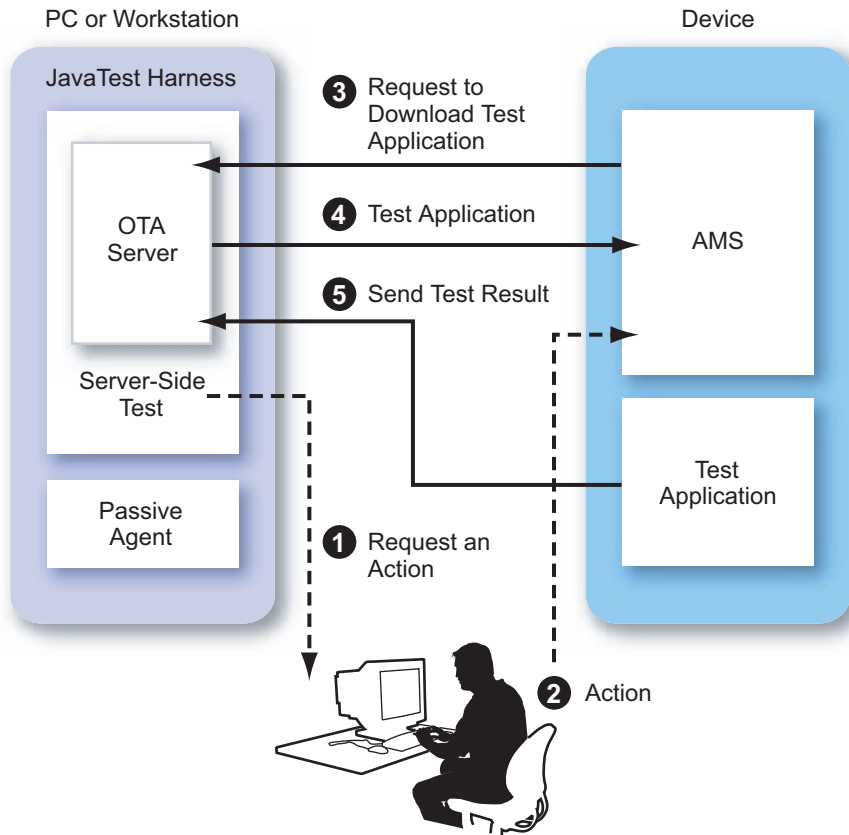 PC or Workstation
Device
JavaTest Harness
3 Request to
Download Test
Application
OTA
Server
4 Test Application
AMS
5 Send Test Result
Server-Side
Test
Test
Application
Passive
Agent
1 Request an
Action
2 Action